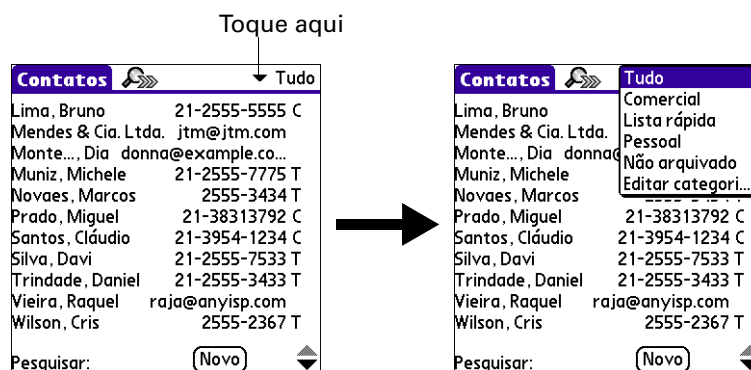 Toque aqui
Contatos Tudo
Lima, Bruno 21-2555-5555 C
Mendes & Cia. Ltda. jtm@jtm.com
Monte..., Dia donna@example.co...
Muniz, Michele 21-2555-7775 T
Novaes, Marcos 2555-3434 T
Prado, Miguel 21-38313792 C
Santos, Cláudio 21-3954-1234 C
Silva, Davi 21-2555-7533 T
Trindade, Daniel 21-2555-3433 T
Vieira, Raquel raja@anyisp.com
Wilson, Cris 2555-2367 T
Pesquisar: Novo
Contatos
Tudo
Comercial
Lista rápida
Pessoal
Não arquivado
Editar categori...
Lima, Bruno
Mendes & Cia. Ltda.
Monte..., Dia
Muniz, Michele
Novaes, Marcos
Prado, Miguel 21-38313792 C
Santos, Cláudio 21-3954-1234 C
Silva, Davi 21-2555-7533 T
Trindade, Daniel 21-2555-3433 T
Vieira, Raquel raja@anyisp.com
Wilson, Cris 2555-2367 T
Pesquisar: Novo